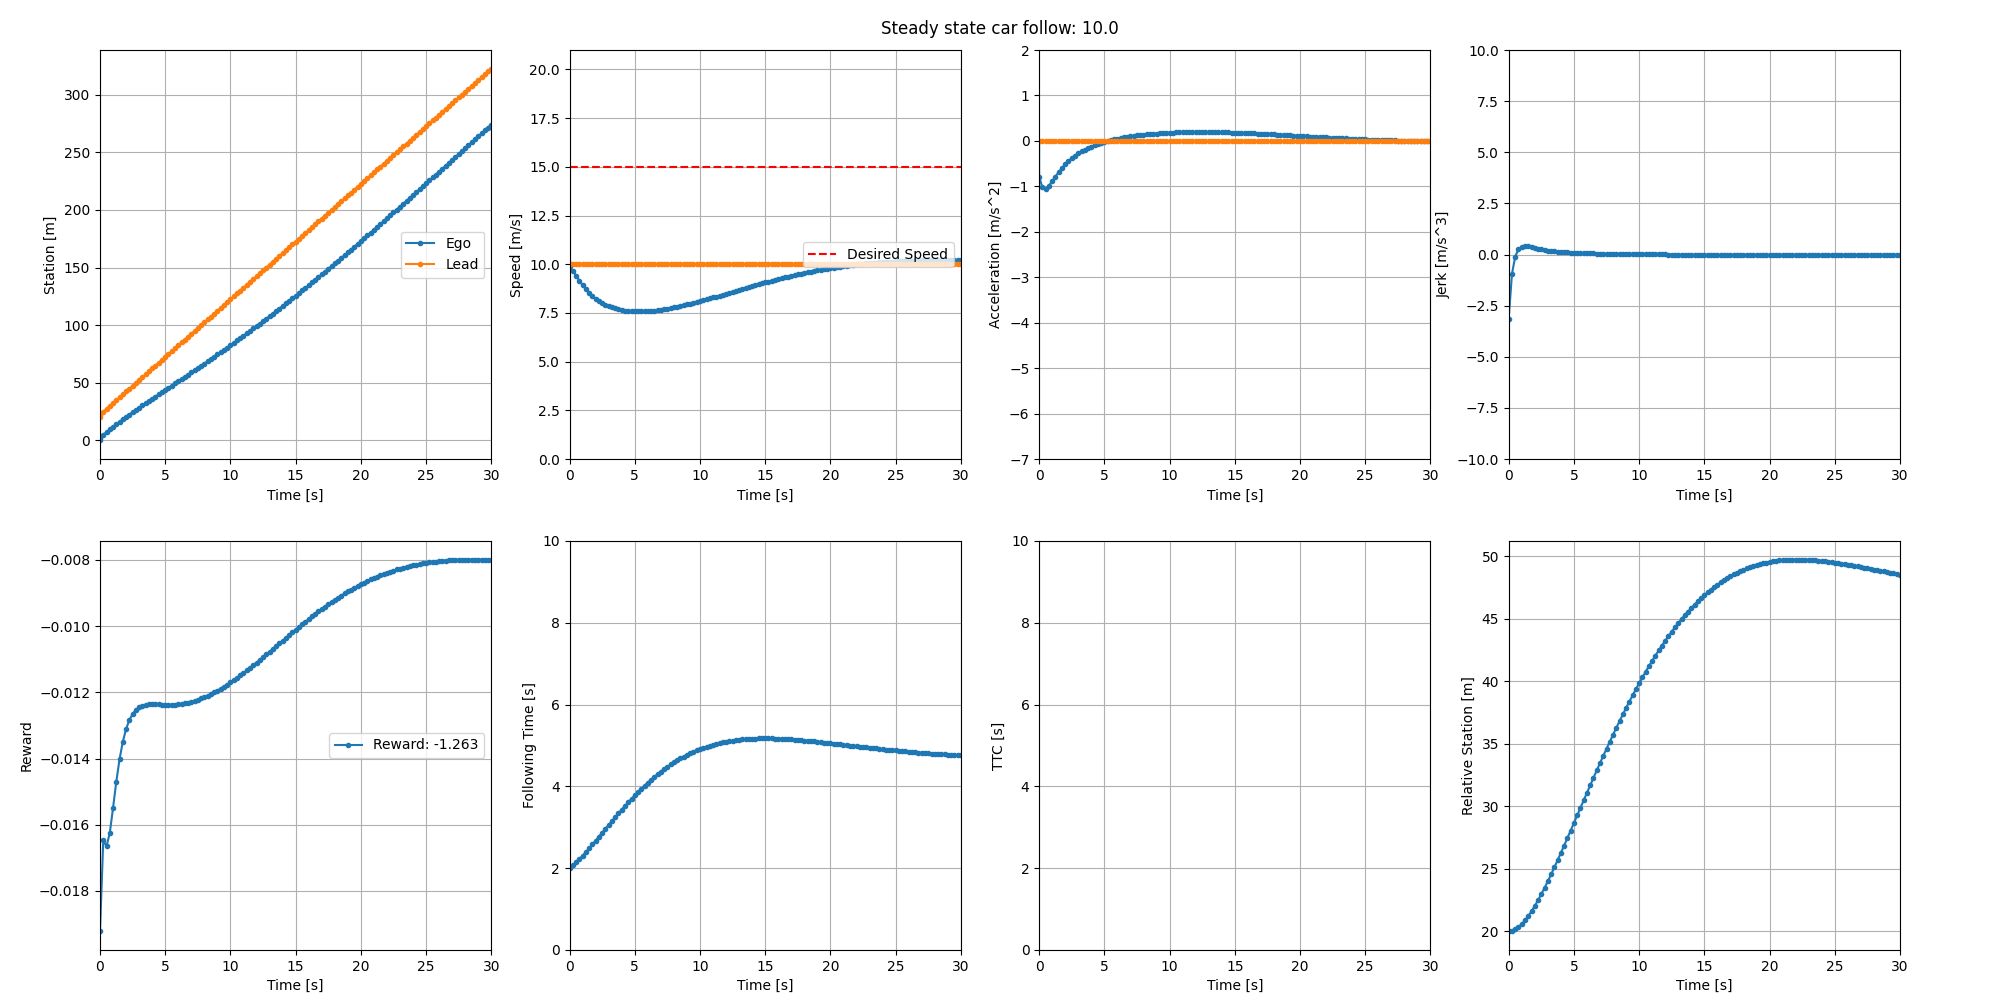 Steady state car follow: 10.0
Station [m]
300
250
200
150
100
50
0
0 5 10 15 20 25 30
Time [s]
Ego
Lead
Speed [m/s]
20.0
17.5
15.0
12.5
10.0
7.5
5.0
2.5
0.0
0 5 10 15 20 25 30
Time [s]
Desired Speed
Acceleration [m/s^2]
2
1
0
−1
−2
−3
−4
−5
−6
−7
0 5 10 15 20 25 30
Time [s]
Jerk [m/s^3]
10.0
7.5
5.0
2.5
0.0
−2.5
−5.0
−7.5
−10.0
0 5 10 15 20 25 30
Time [s]
Reward
−0.008
−0.010
−0.012
−0.014
−0.016
−0.018
0 5 10 15 20 25 30
Time [s]
Reward: -1.263
Following Time [s]
10
8
6
4
2
0
0 5 10 15 20 25 30
Time [s]
TTC [s]
10
8
6
4
2
0
0 5 10 15 20 25 30
Time [s]
Relative Station [m]
50
45
40
35
30
25
20
0 5 10 15 20 25 30
Time [s]